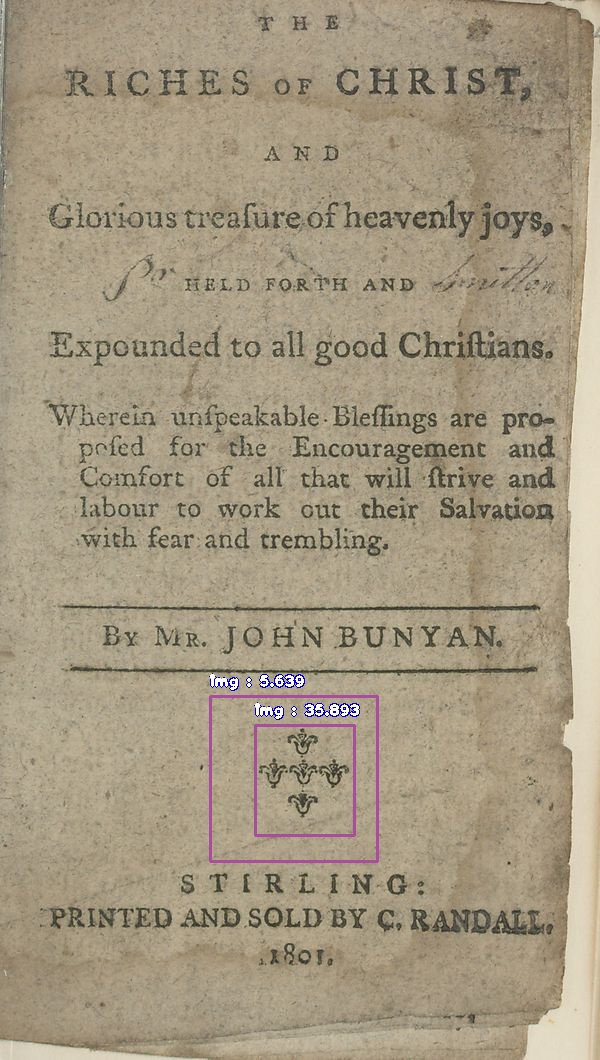 THE
RICHES OF CHRIST,
AND
Glorious treaſure of heavenly joys,
HELD FORTH AND
Expounded to all good Chriſtians.
Wherein unſpeakable Bleſſings are pro-
poſed for the Encouragement and
Comfort of all that will ſtrive and
labour to work out their Salvation
with fear and trembling.
BY MR. JOHN BUNYAN.
Img : 5.639
Img : 35.893
STIRLING:
PRINTED AND SOLD BY C. RANDALL.
1801.